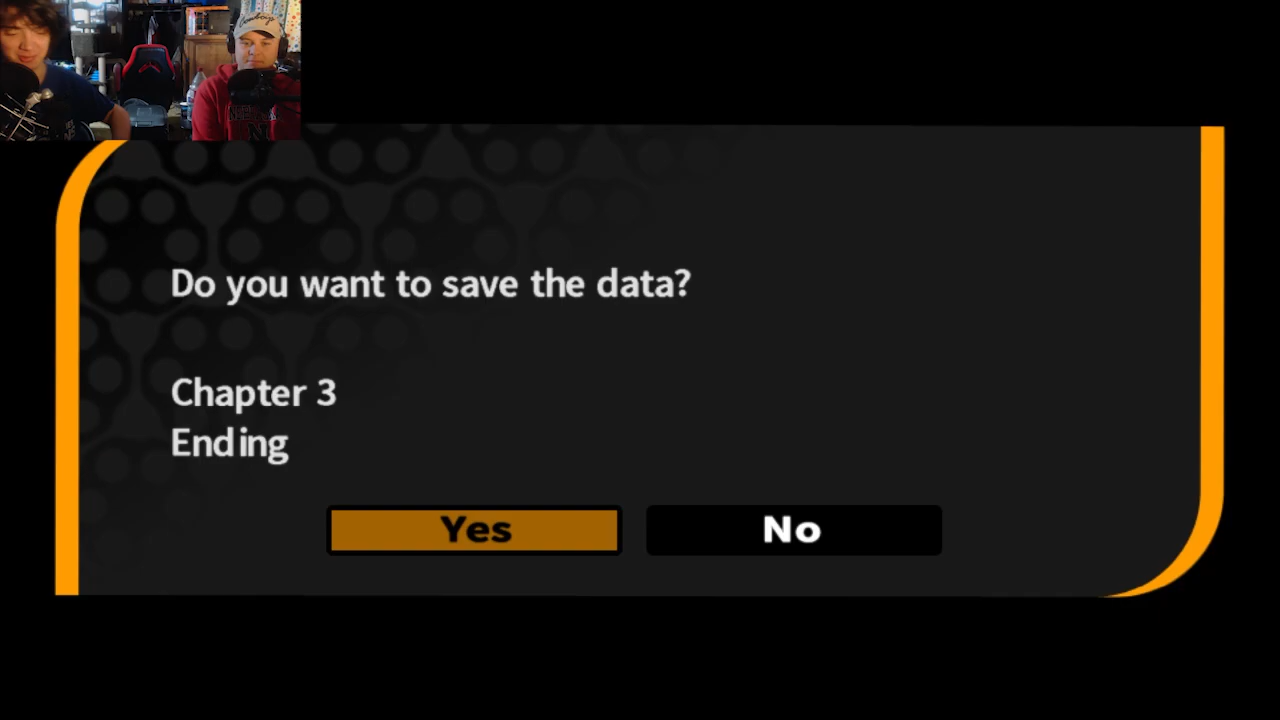 Do you want to save the data?
Chapter 3
Ending
Yes
No